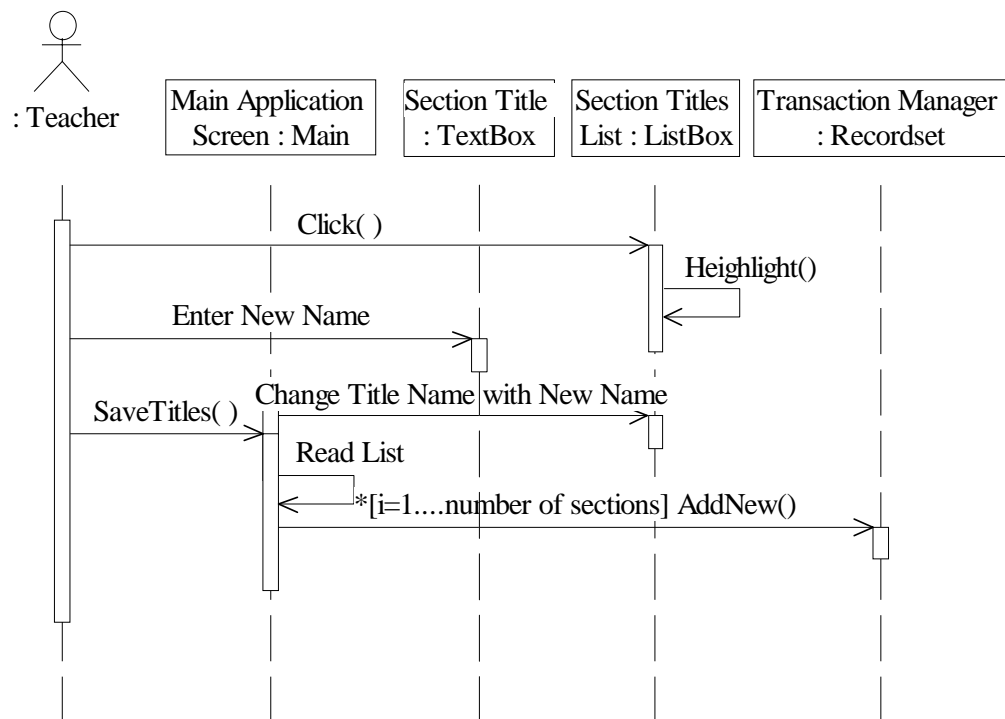 : Teacher
Main Application
Screen : Main
Section Title
: TextBox
Section Titles
List : ListBox
Transaction Manager
: Recordset
Click( )
Heighlight()
Enter New Name
Change Title Name with New Name
SaveTitles( )
Read List
*[i=1....number of sections] AddNew()